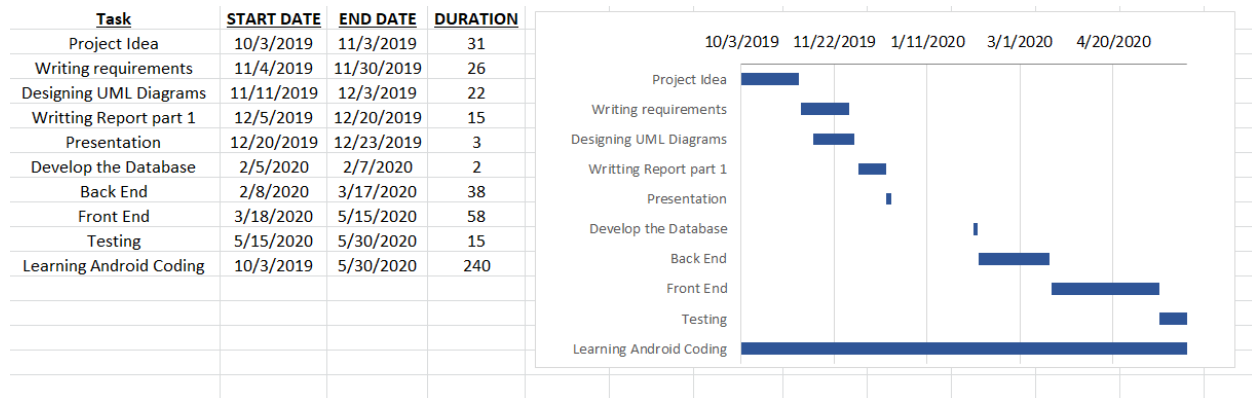 Task START DATE END DATE DURATION
Project Idea 10/3/2019 11/3/2019 31
Writing requirements 11/4/2019 11/30/2019 26
Designing UML Diagrams 11/11/2019 12/3/2019 22
Writting Report part 1 12/5/2019 12/20/2019 15
Presentation 12/20/2019 12/23/2019 3
Develop the Database 2/5/2020 2/7/2020 2
Back End 2/8/2020 3/17/2020 38
Front End 3/18/2020 5/15/2020 58
Testing 5/15/2020 5/30/2020 15
Learning Android Coding 10/3/2019 5/30/2020 240
10/3/2019 11/22/2019 1/11/2020 3/1/2020 4/20/2020
Project Idea
Writing requirements
Designing UML Diagrams
Writting Report part 1
Presentation
Develop the Database
Back End
Front End
Testing
Learning Android Coding